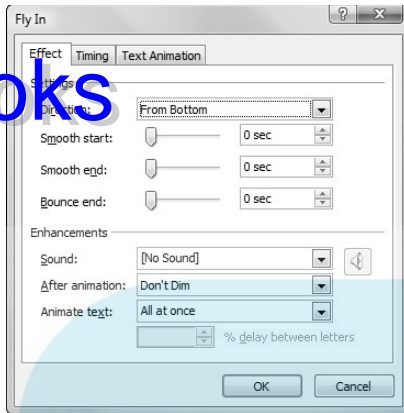 Fly In
Effect Timing Text Animation
Settings
oks
Direction: From Bottom
Smooth start: 0 sec
Smooth end: 0 sec
Bounce end: 0 sec
Enhancements
Sound: [No Sound]
After animation: Don't Dim
Animate text: All at once
% delay between letters
OK Cancel